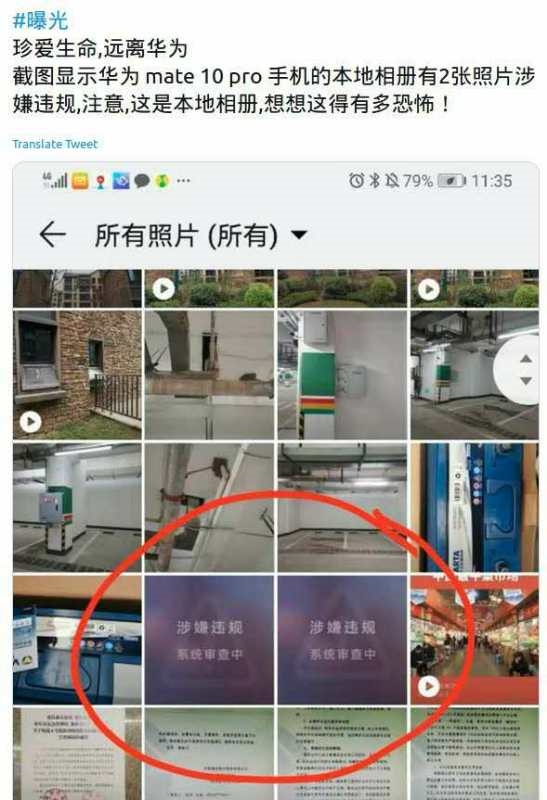 #曝光
珍爱生命,远离华为
截图显示华为 mate 10 pro 手机的本地相册有2张照片涉
嫌违规,注意,这是本地相册,想想这得有多恐怖！
Translate Tweet
79% 11:35
所有照片 (所有)
涉嫌违规
系统审查中
涉嫌违规
系统审查中